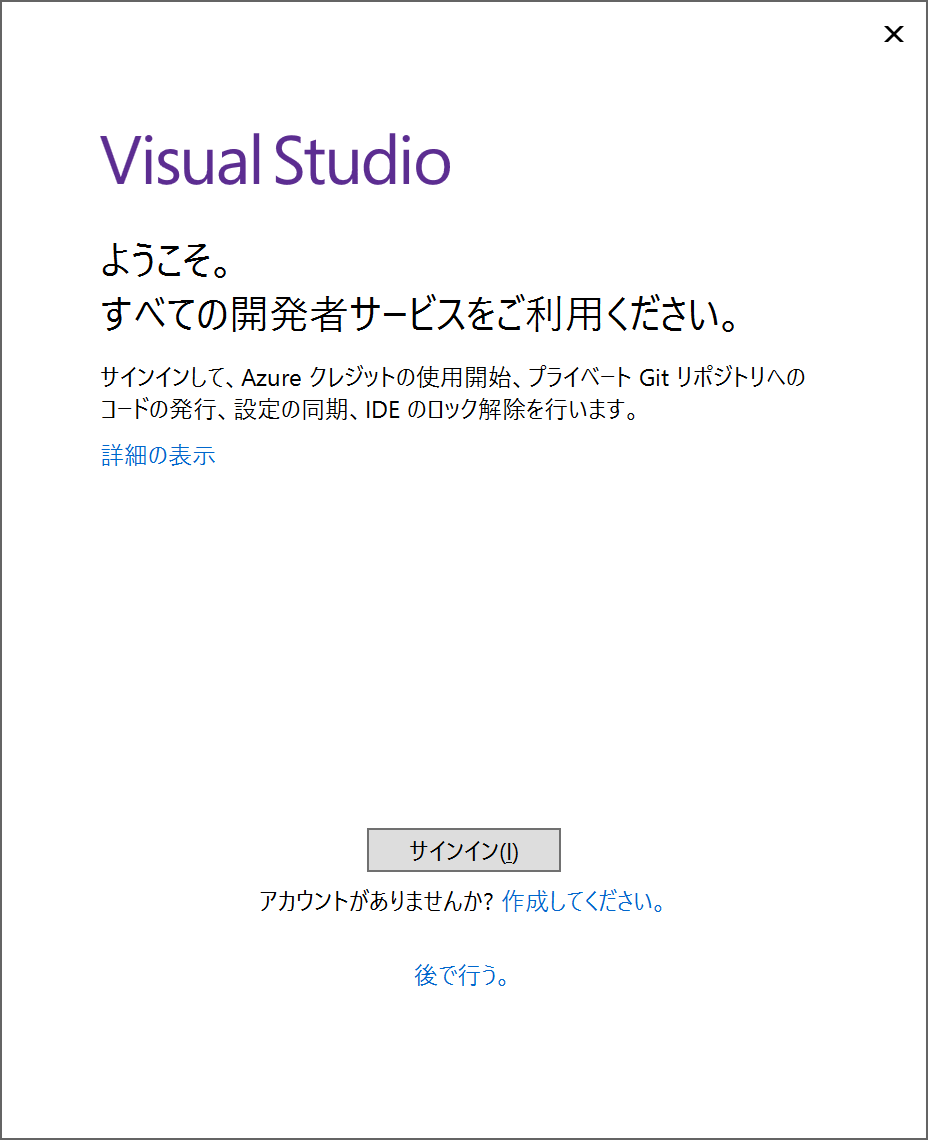 Visual Studio
ようこそ。
すべての開発者サービスをご利用ください。
サインインして、Azure クレジットの使用開始、プライベート Git リポジトリへの
コードの発行、設定の同期、IDE のロック解除を行います。
詳細の表示
サインイン(I)
アカウントがありませんか? 作成してください。
後で行う。